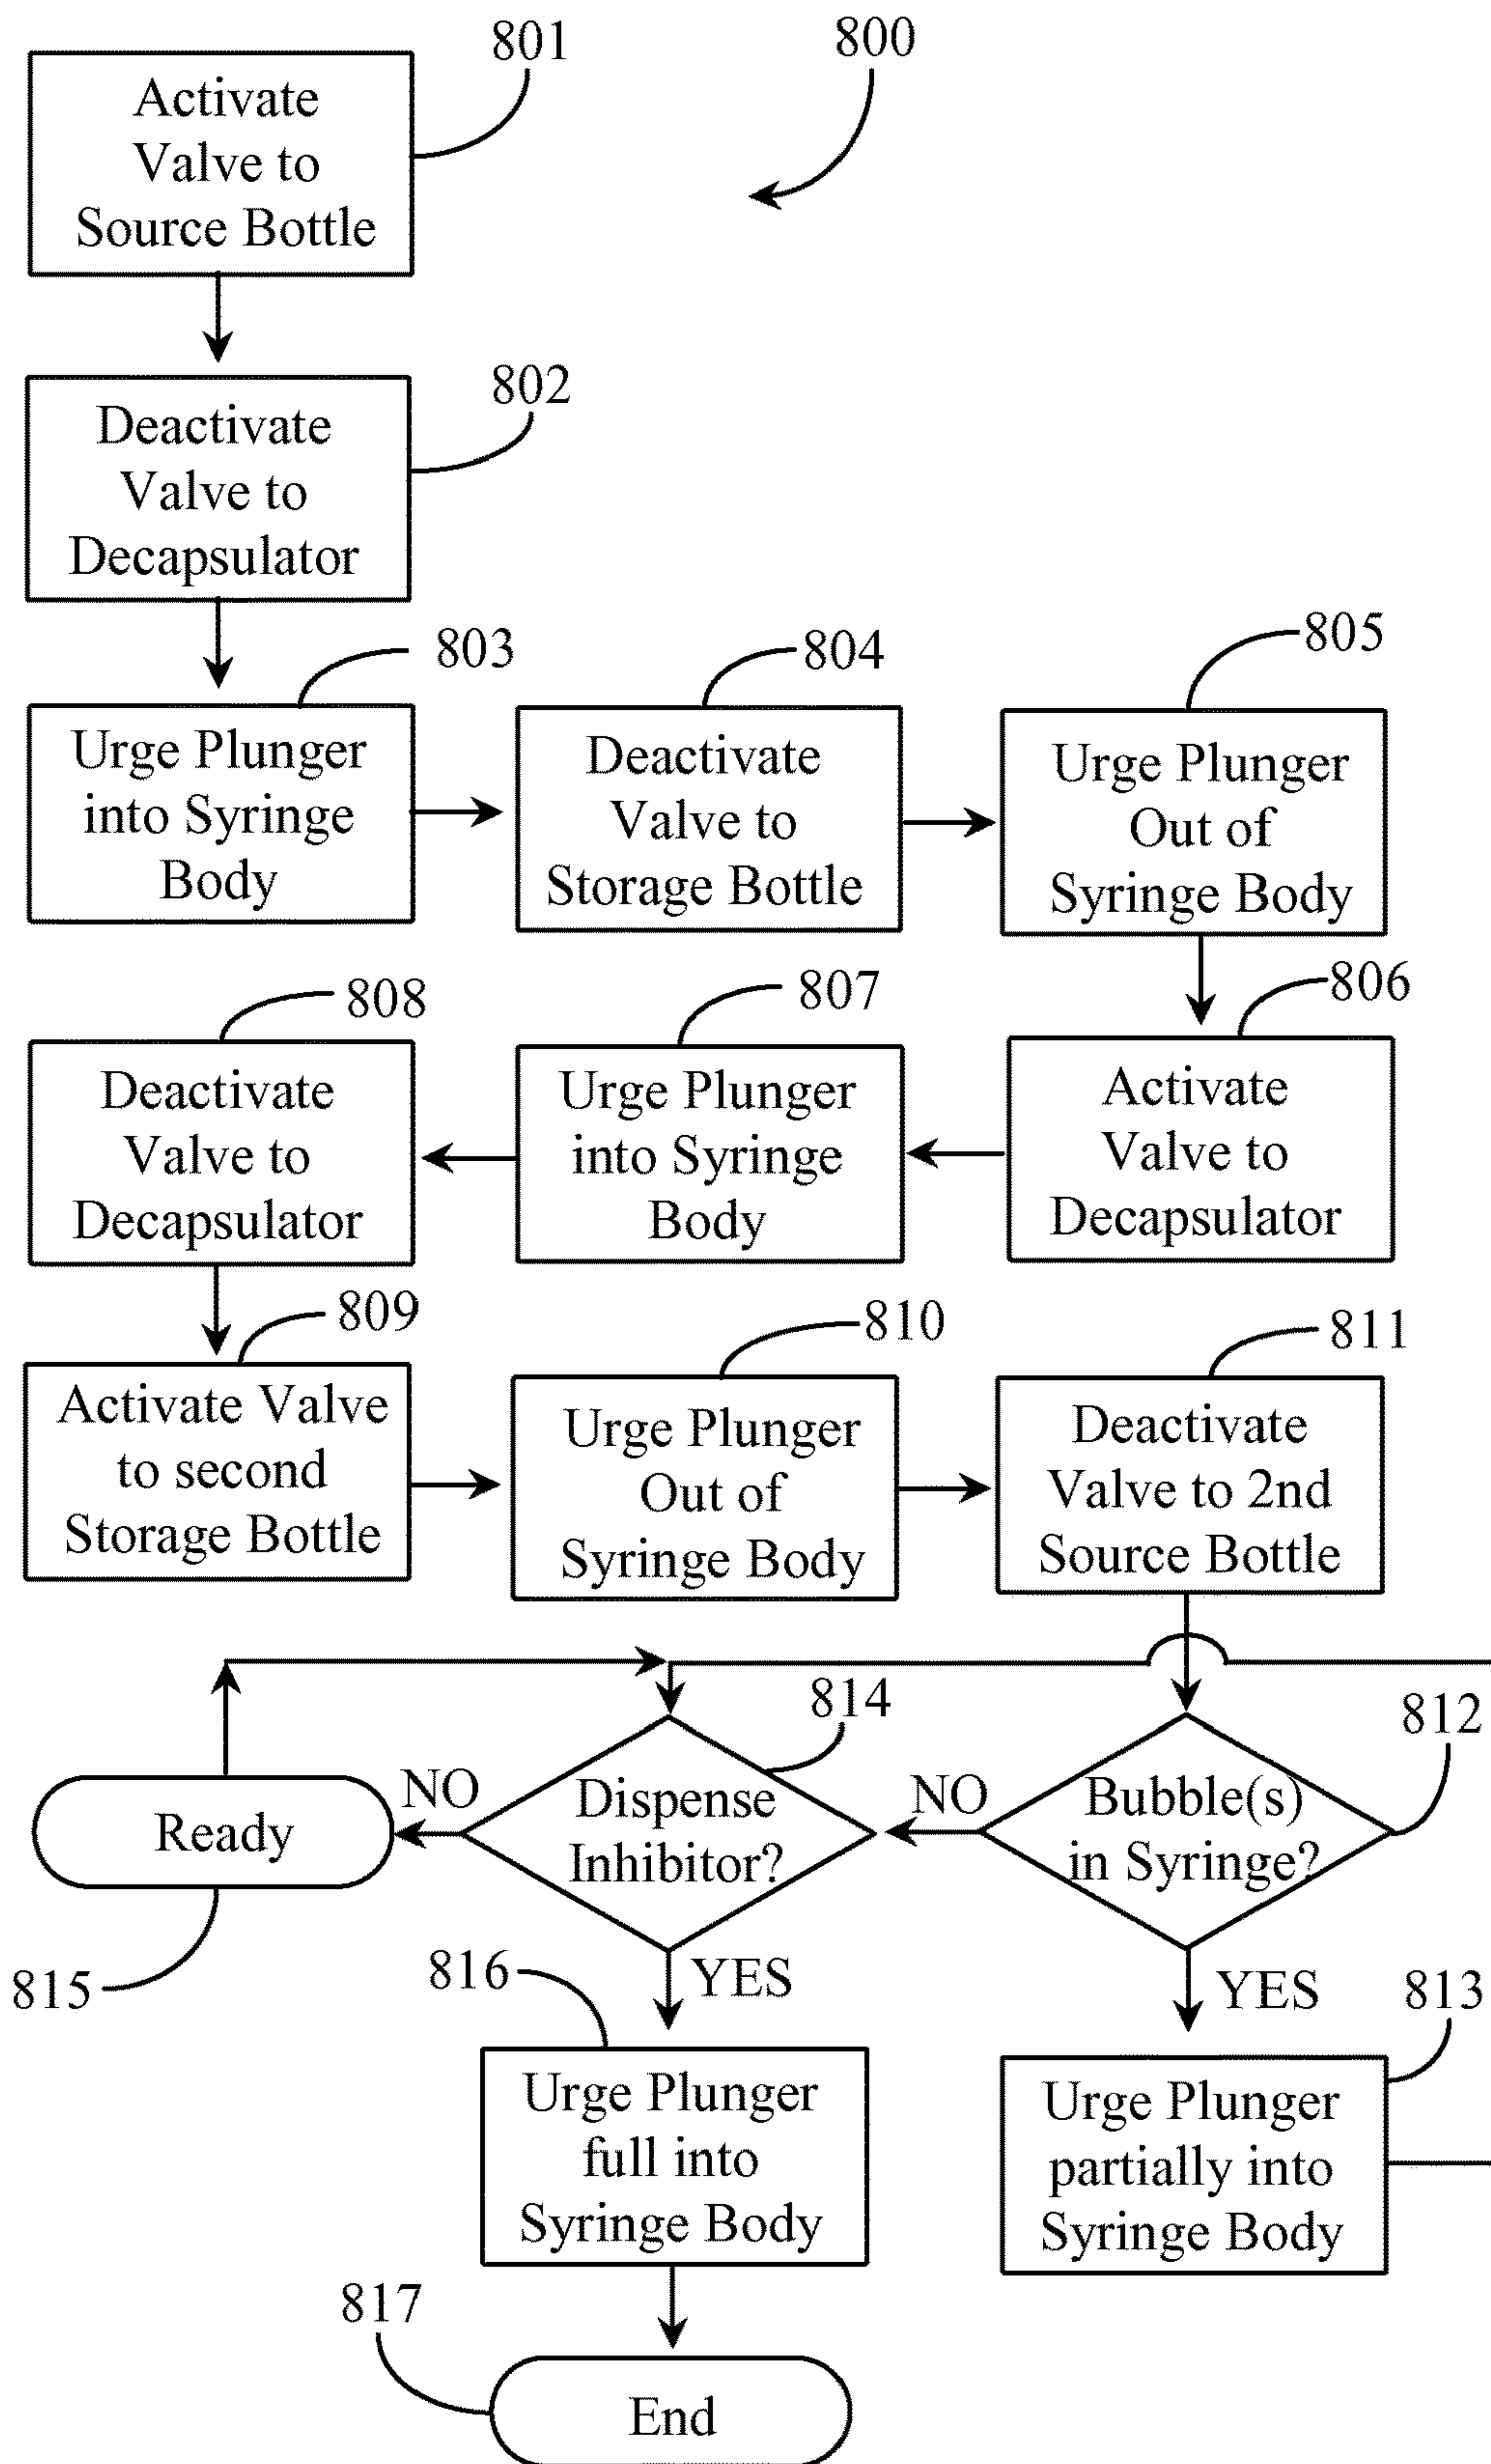 801
800
Activate
Valve to
Source Bottle
802
Deactivate
Valve to
Decapsulator
803
804
805
Urge Plunger
into Syringe
Body
Deactivate
Valve to
Storage Bottle
Urge Plunger
Out of
Syringe Body
808
807
806
Deactivate
Valve to
Decapsulator
Urge Plunger
into Syringe
Body
Activate
Valve to
Decapsulator
809
810
811
Activate Valve
to second
Storage Bottle
Urge Plunger
Out of
Syringe Body
Deactivate
Valve to 2nd
Source Bottle
814
812
Ready
NO
Dispense
Inhibitor?
NO
Bubble(s)
in Syringe?
815
816
YES
YES
813
Urge Plunger
full into
Syringe Body
Urge Plunger
partially into
Syringe Body
817
End